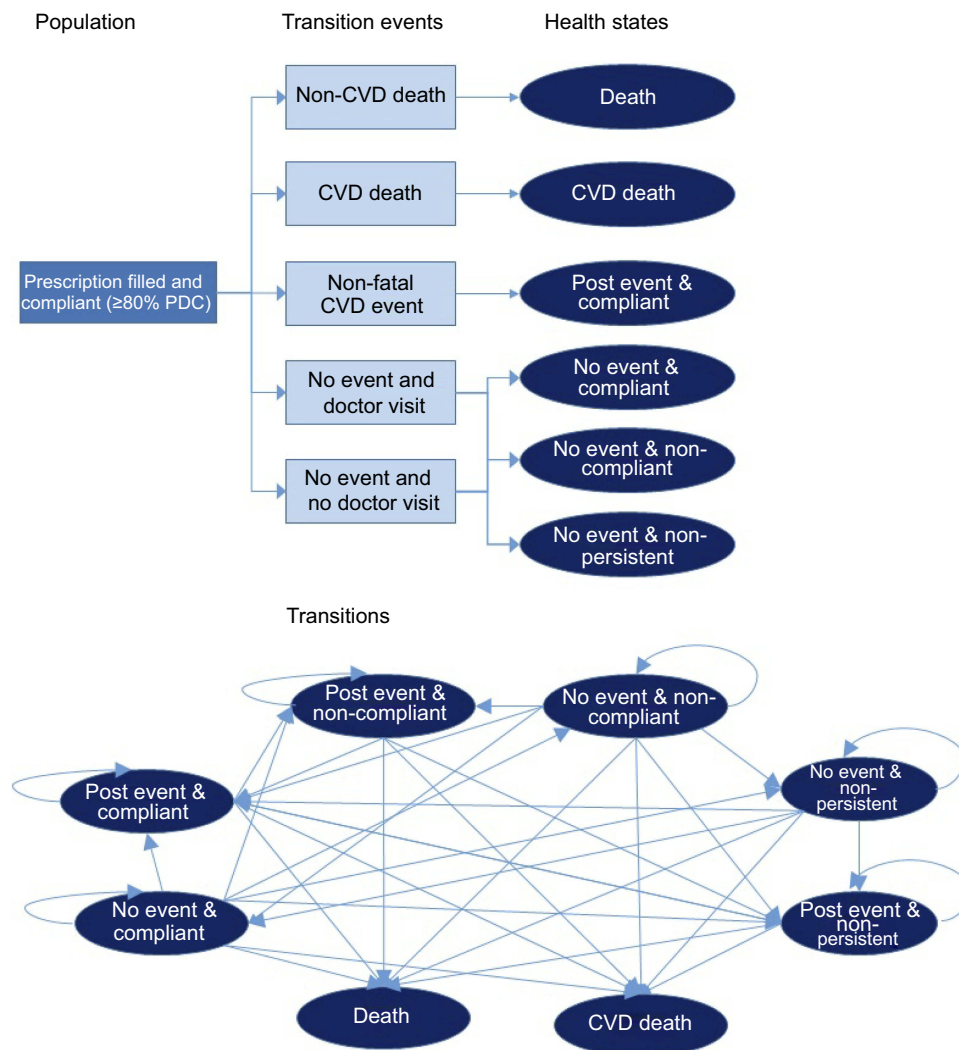 Population
Transition events
Health states
Non-CVD death
Death
CVD death
CVD death
Prescription filled and
compliant (≥80% PDC)
Non-fatal
CVD event
Post event &
compliant
No event and
doctor visit
No event &
compliant
No event & non-
compliant
No event and
no doctor visit
No event & non-
persistent
Transitions
Post event &
non-compliant
No event & non-
compliant
No event &
non-
persistent
Post event &
compliant
No event &
compliant
Post event &
non-
persistent
Death
CVD death